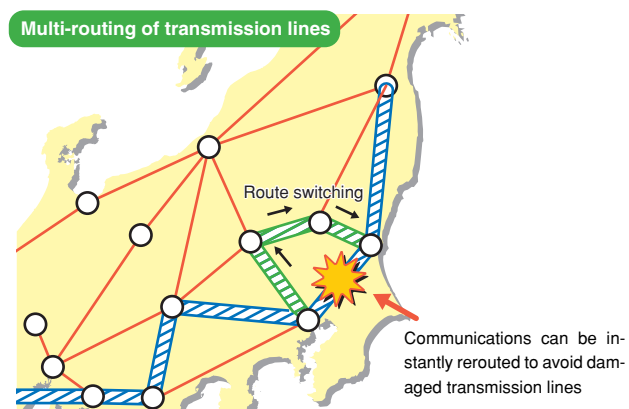 Multi-routing of transmission lines
Route switching
Communications can be in-
stantly rerouted to avoid dam-
aged transmission lines